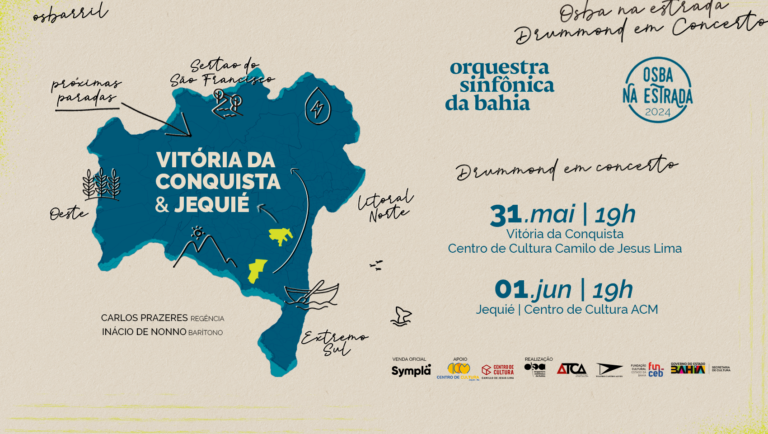 osbarril
Osba na estrada
Drummond em Concerto
próximas
paradas
Sertão do
São Francisco
VITÓRIA DA
CONQUISTA
& JEQUIÉ
Oeste
Litoral
Norte
Extremo
Sul
CARLOS PRAZERES REGÊNCIA
INÁCIO DE NONNO BARÍTONO
orquestra
sinfônica
da bahia
OSBA
NA ESTRADA
2024
Drummond em concerto
31.mai | 19h
Vitória da Conquista
Centro de Cultura Camilo de Jesus Lima
01.jun | 19h
Jequié | Centro de Cultura ACM
VENDA OFICIAL
Sympla
APOIO
CENTRO DE CULTURA
REALIZAÇÃO
osba
ATCA
funceb
GOVERNO DO ESTADO
BAHIA
SECRETARIA
DE CULTURA